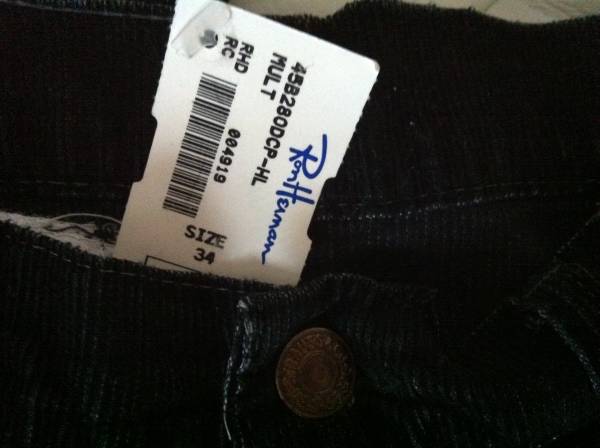 Ron Herman
45B280DCP-HL
MULT
RHD
RC
004919
SIZE
34